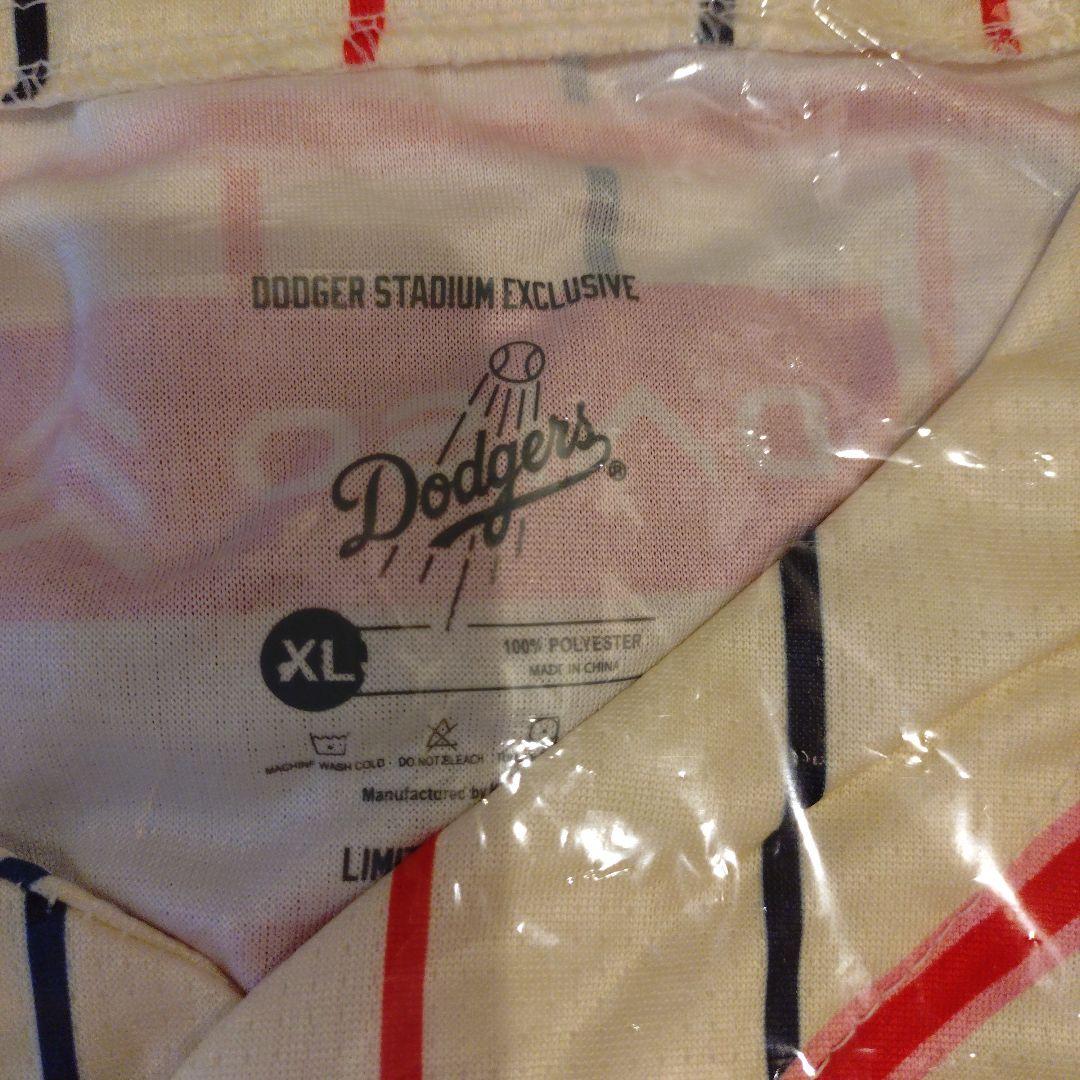 DODGER STADIUM EXCLUSIVE
Dodgers®
XL
100% POLYESTER
MADE IN CHINA
MACHINE WASH COLD · DO NOT BLEACH ·
Manufactured by